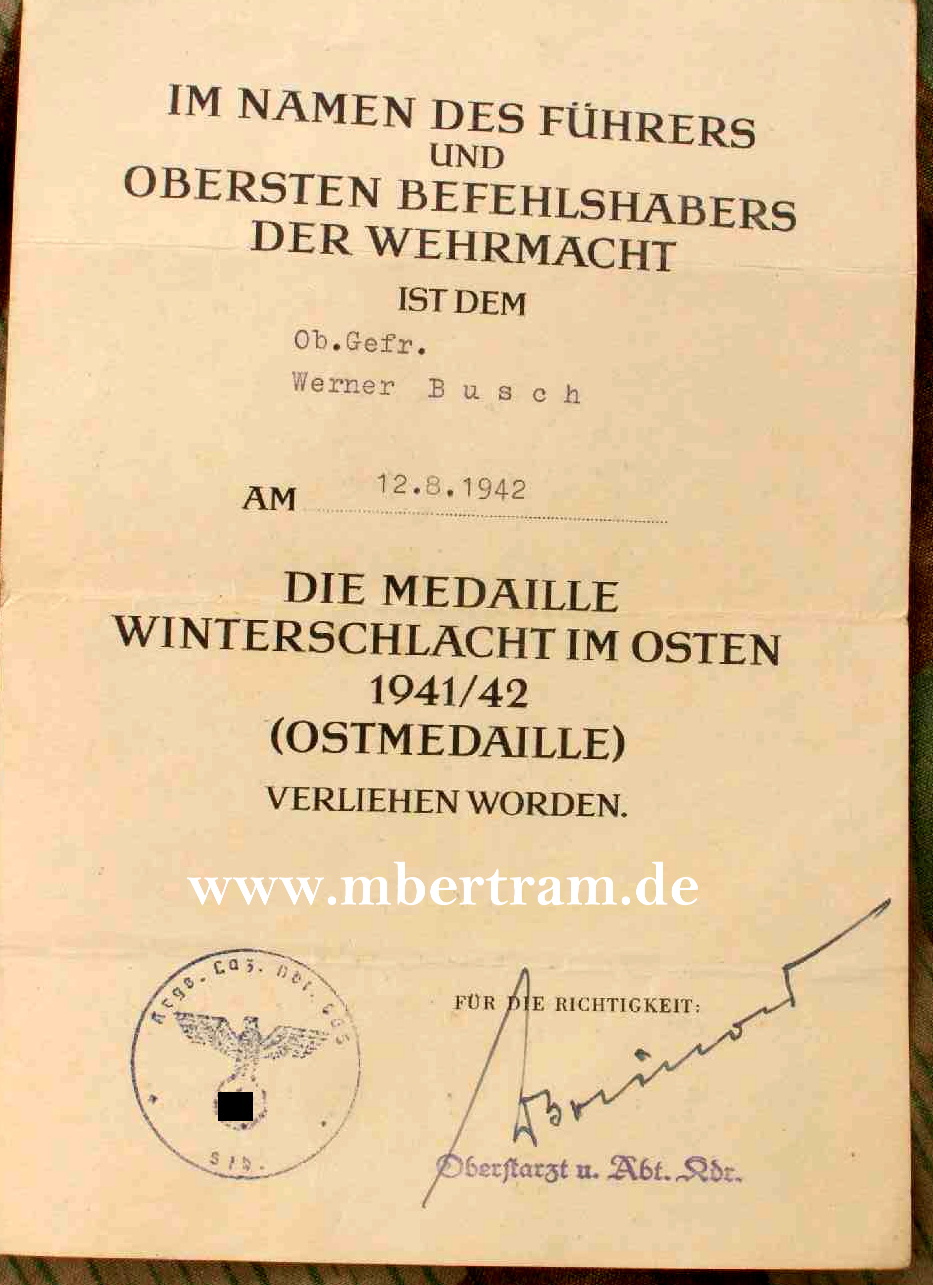 IM NAMEN DES FÜHRERS
UND
OBERSTEN BEFEHLSHABERS
DER WEHRMACHT
IST DEM
Ob.Gefr.
Werner B u s c h
AM 12.8.1942
DIE MEDAILLE
WINTERSCHLACHT IM OSTEN
1941/42
(OSTMEDAILLE)
VERLIEHEN WORDEN.
www.mbertram.de
FÜR DIE RICHTIGKEIT:
Oberstarzt u. Abt. Kdr.